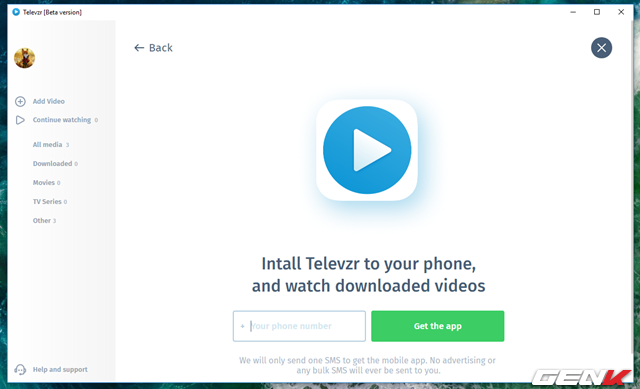 Televzr [Beta version]
Back
Add Video
Continue watching 0
All media 3
Downloaded 0
Movies 0
TV Series 0
Other 3
Intall Televzr to your phone,
and watch downloaded videos
+ Your phone number
Get the app
We will only send one SMS to get the mobile app. No advertising or
any bulk SMS will ever be sent to you.
Help and support
GENK